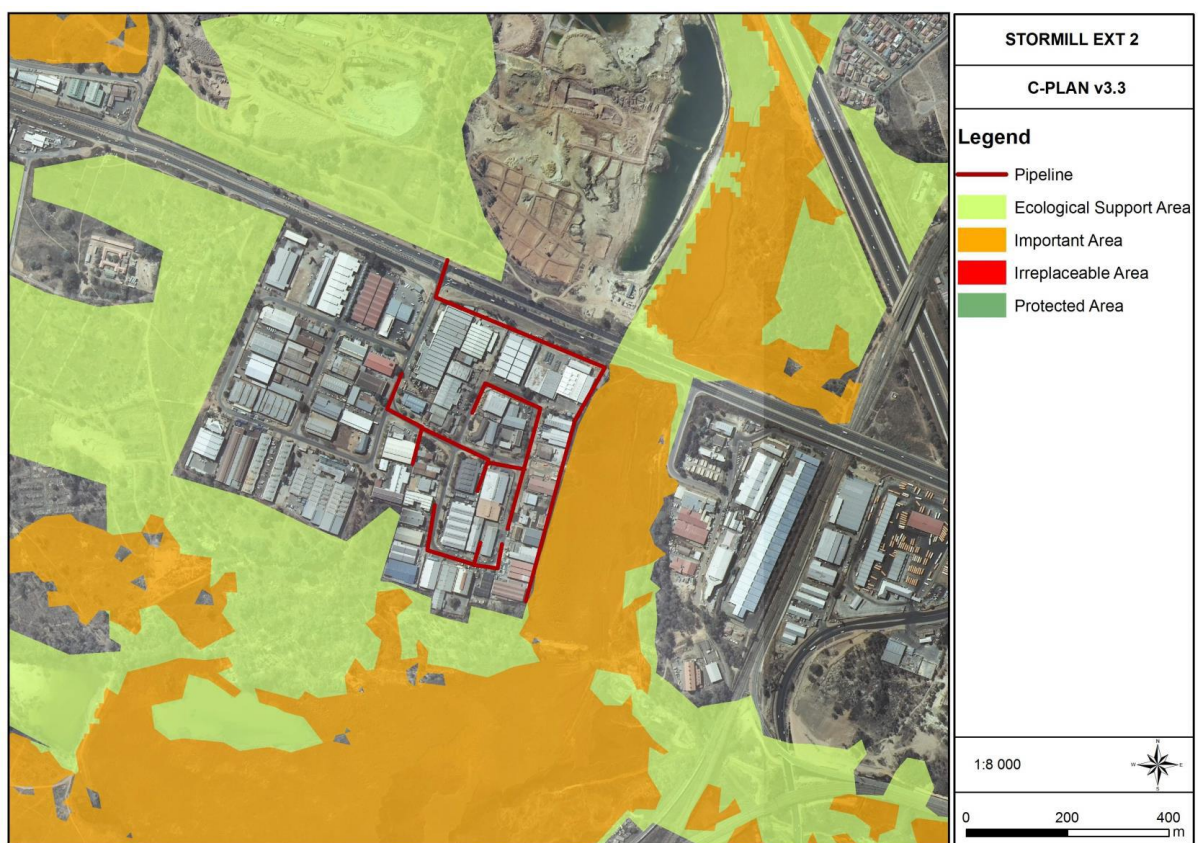 STORMILL EXT 2
C-PLAN v3.3
Legend
Pipeline
Ecological Support Area
Important Area
Irreplaceable Area
Protected Area
1:8 000
N
W E
S
0 200 400
m